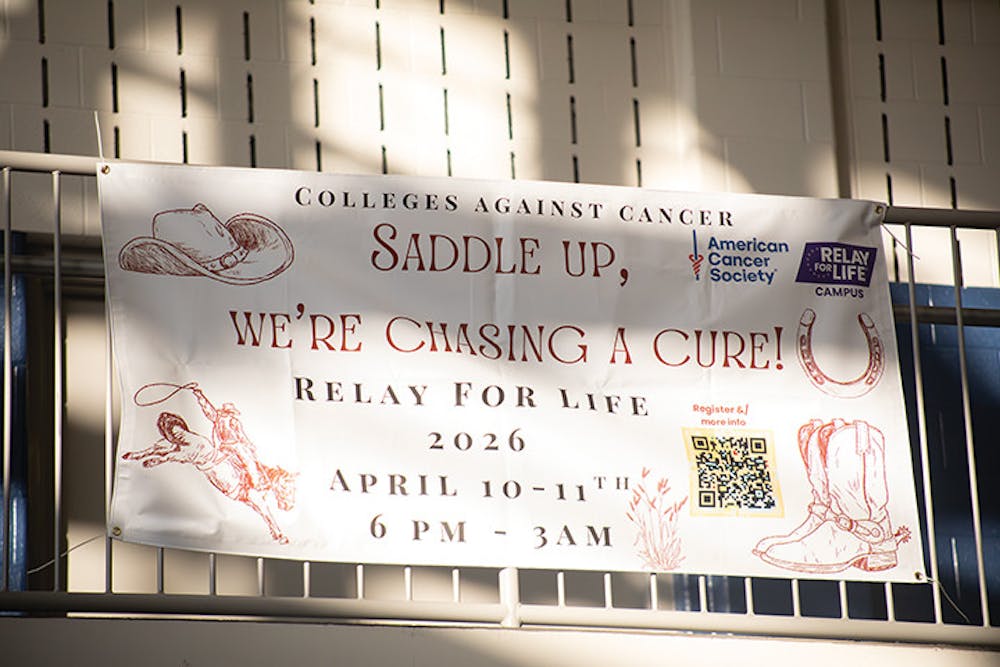 Colleges against Cancer
Saddle up,
American
Cancer
Society
RELAY
FOR LIFE
CAMPUS
we're chasing a cure!
Relay For Life
2026
April 10-11th
Register &/
more info
6 pm - 3am